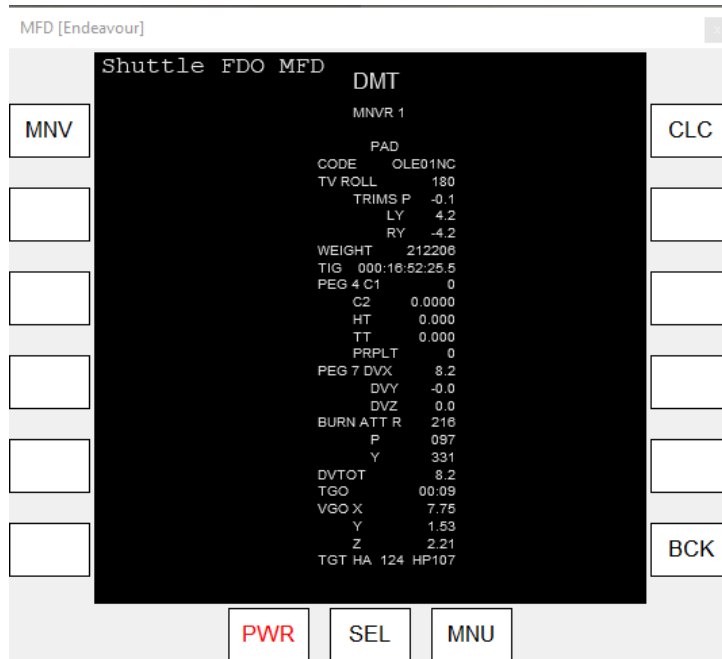 MFD [Endeavour]
Shuttle FDO MFD
DMT
MNVR 1
MNV
CLC
PAD
CODE OLE01NC
TV ROLL 180
TRIMS P -0.1
LY 4.2
RY -4.2
WEIGHT 212206
TIG 000:16:52:25.5
PEG 4 C1 0
C2 0.0000
HT 0.000
TT 0.000
PRPLT 0
PEG 7 DVX 8.2
DVY -0.0
DVZ 0.0
BURN ATT R 216
P 097
Y 331
DVTOT 8.2
TGO 00:09
VGO X 7.75
Y 1.53
Z 2.21
TGT HA 124 HP107
BCK
PWR SEL MNU